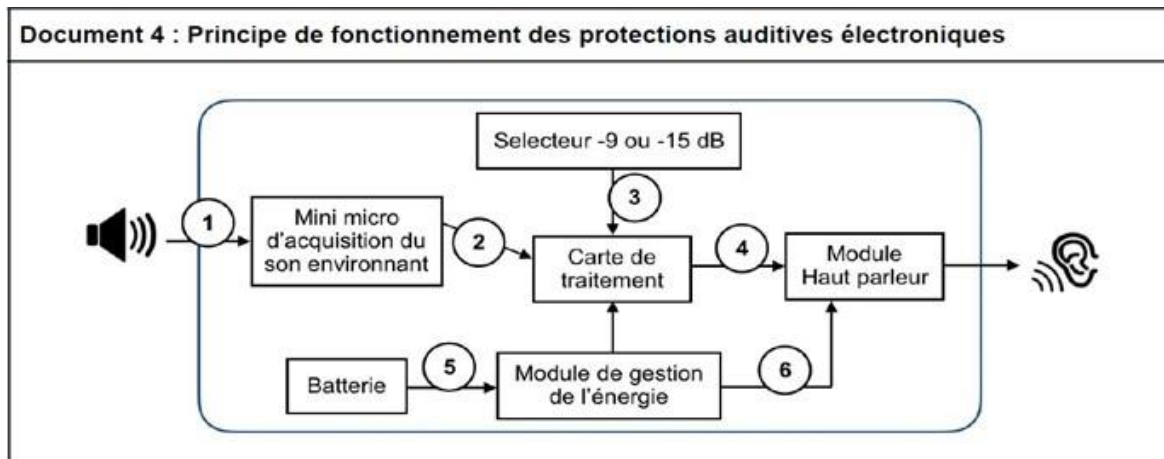 Document 4 : Principe de fonctionnement des protections auditives électroniques
Selecteur -9 ou -15 dB
3
1
Mini micro
d'acquisition du
son environnant
2
Carte de
traitement
4
Module
Haut parleur
Batterie
5
Module de gestion
de l'énergie
6